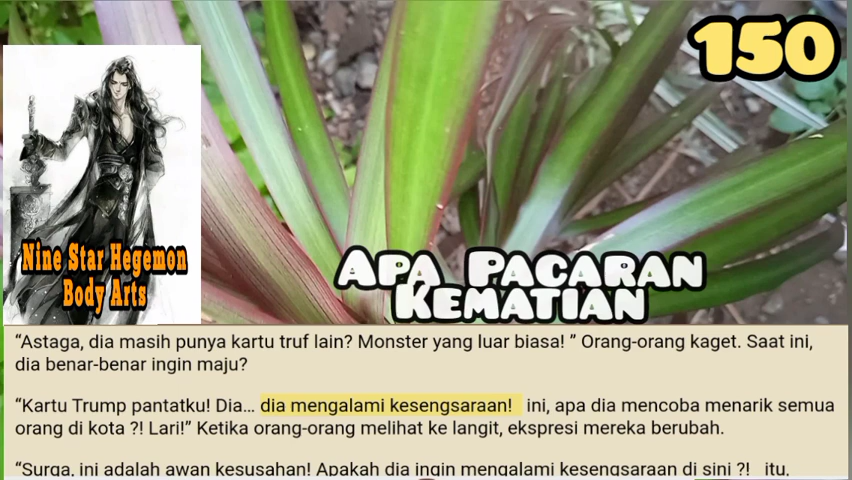 150
Nine Star Hegemon
Body Arts
APA PACARAN
KEMATIAN
“Astaga, dia masih punya kartu truf lain? Monster yang luar biasa! ” Orang-orang kaget. Saat ini,
dia benar-benar ingin maju?
“Kartu Trump pantatku! Dia... dia mengalami kesengsaraan!  ini, apa dia mencoba menarik semua
orang di kota ?! Lari!” Ketika orang-orang melihat ke langit, ekspresi mereka berubah.
“Surga, ini adalah awan kesusahan! Apakah dia ingin mengalami kesengsaraan di sini ?!  itu,